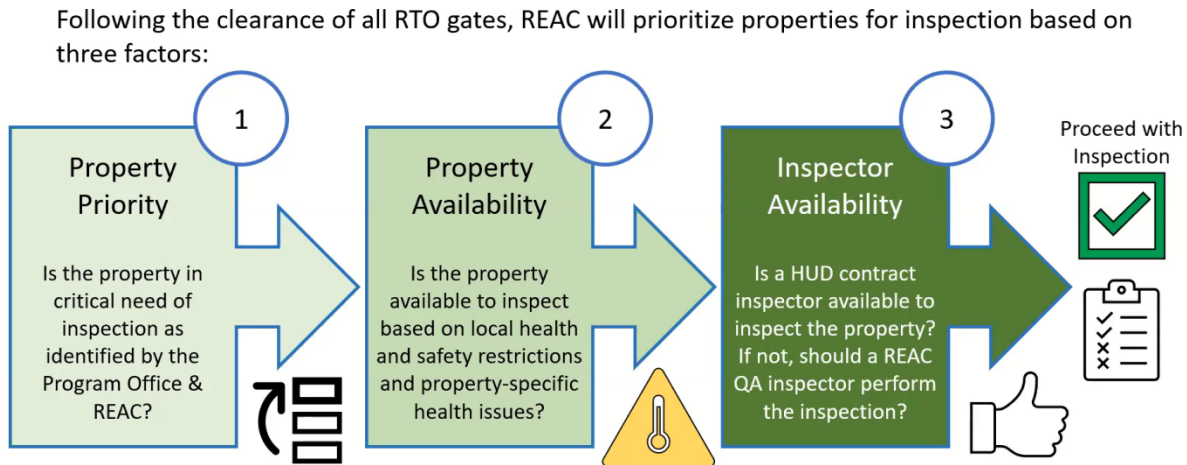 Following the clearance of all RTO gates, REAC will prioritize properties for inspection based on
three factors:
1
Property
Priority
Is the property in
critical need of
inspection as
identified by the
Program Office &
REAC?
2
Property
Availability
Is the property
available to inspect
based on local health
and safety restrictions
and property-specific
health issues?
3
Inspector
Availability
Is a HUD contract
inspector available to
inspect the property?
If not, should a REAC
QA inspector perform
the inspection?
Proceed with
Inspection